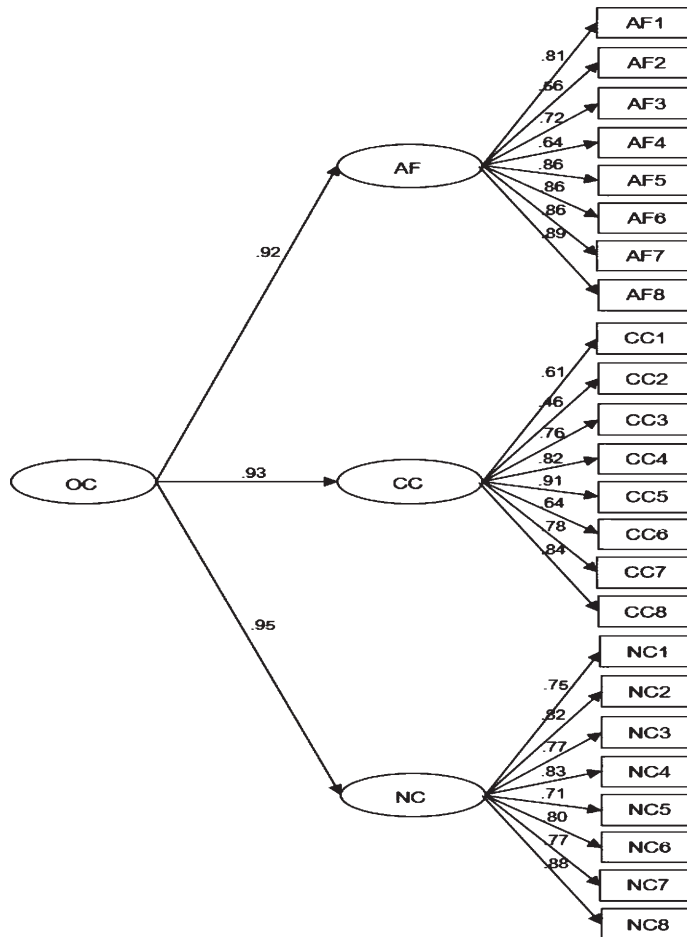 AF1
.81
AF2
.56
AF3
.72
AF4
.64
AF
.86
AF5
.86
AF6
.86
AF7
.89
AF8
.92
CC1
.61
CC2
.46
CC3
.76
CC4
.82
OC
.93
CC
.91
CC5
.64
CC6
.78
CC7
.84
CC8
.95
NC1
.75
NC2
.82
NC3
.77
NC4
.83
NC
.71
NC5
.80
NC6
.77
NC7
.88
NC8